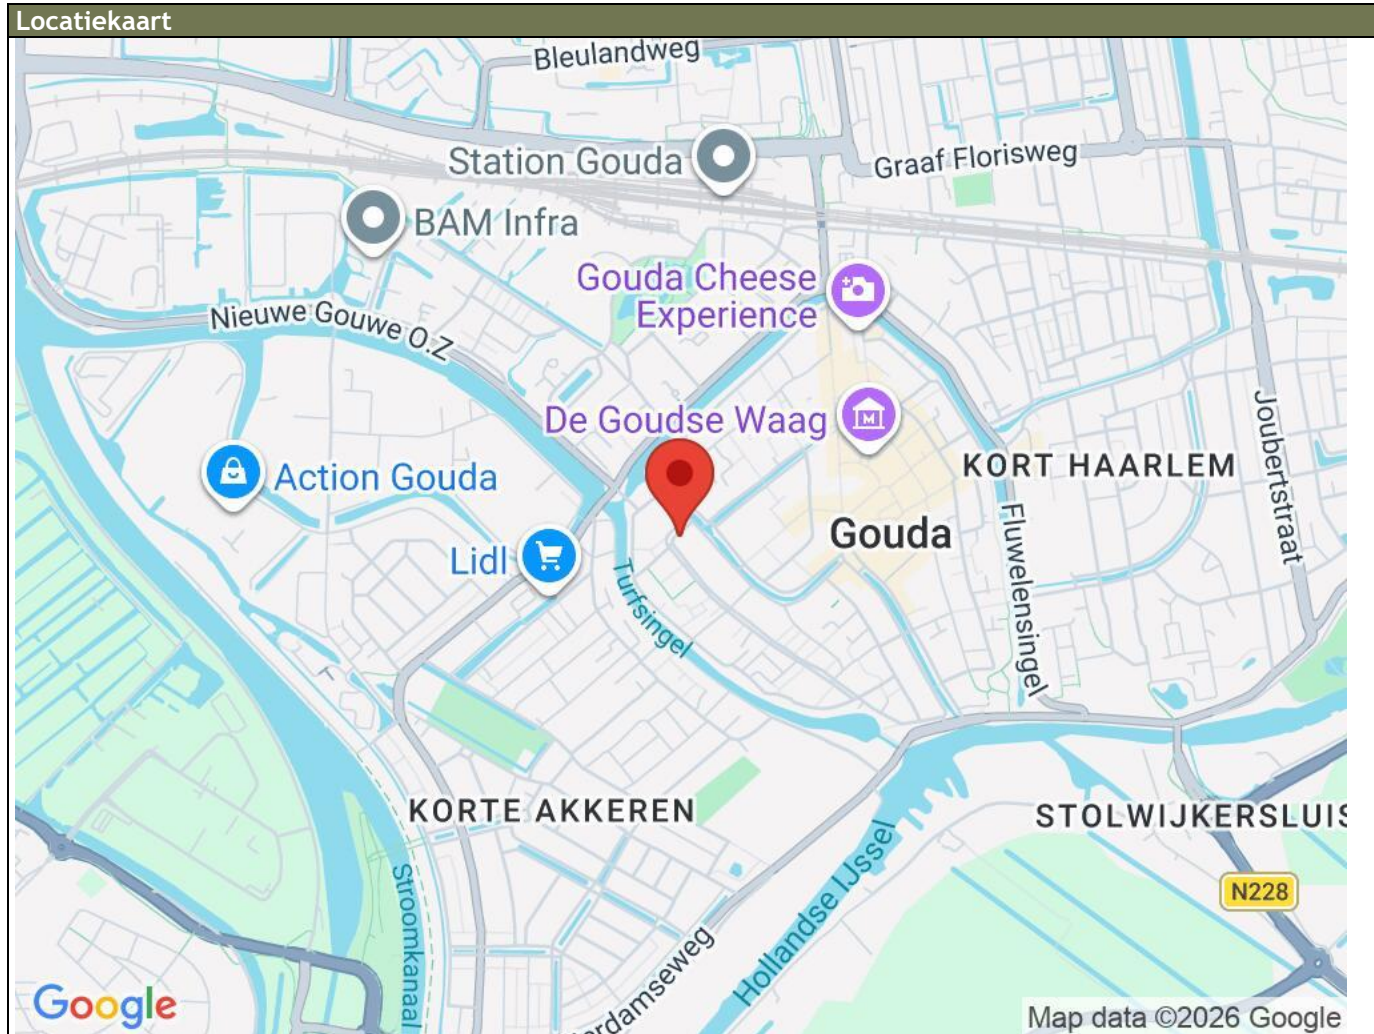 Locatiekaart
Bleulandweg
Station Gouda
Graaf Florisweg
BAM Infra
Gouda Cheese
Experience
Nieuwe Gouwe O.Z
De Goudse Waag
Joubertstraat
KORT HAARLEM
Action Gouda
Gouda
Fluwelensingel
Lidl
Turfsingel
KORTE AKKEREN
STOLWIJKERSLUIS
Stroomkanaal
Hollandse IJssel
N228
rdamseweg
Google
Map data ©2026 Google